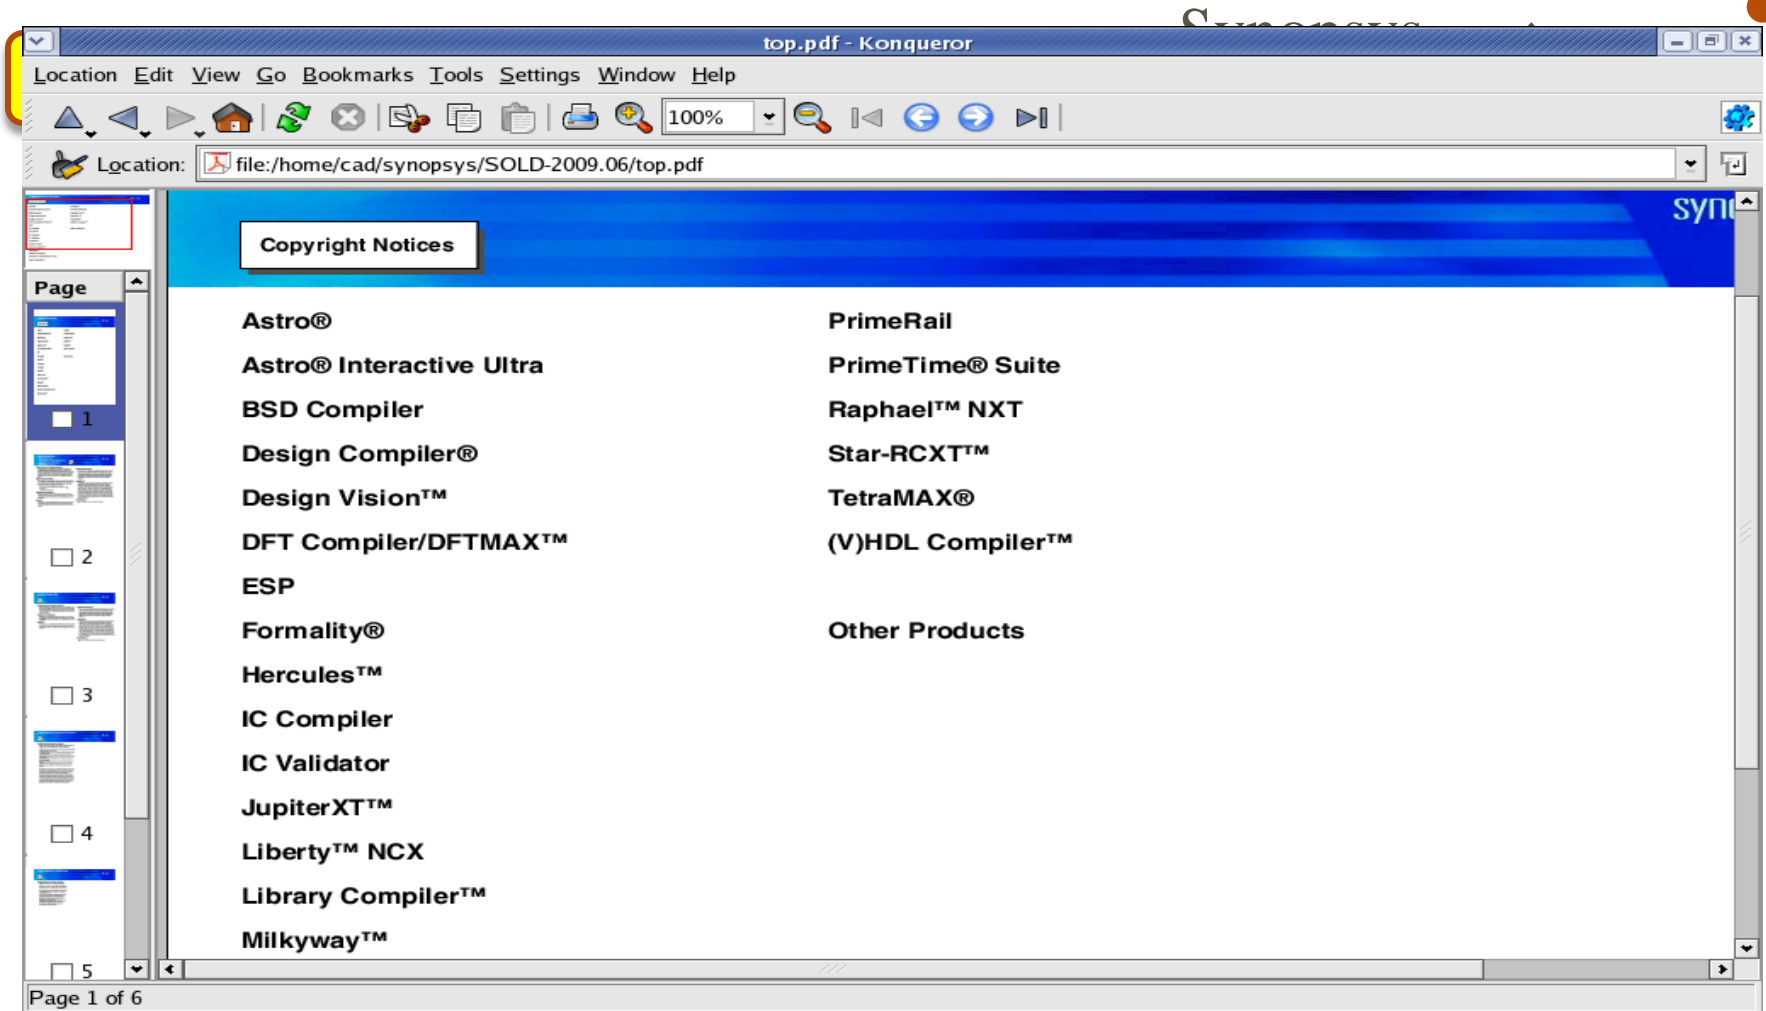 top.pdf - Konqueror
Location Edit View Go Bookmarks Tools Settings Window Help
100%
Location: file:/home/cad/synopsys/SOLD-2009.06/top.pdf
Copyright Notices
Page
Astro® PrimeRail
Astro® Interactive Ultra PrimeTime® Suite
BSD Compiler Raphael™ NXT
1
Design Compiler® Star-RCXT™
Design Vision™ TetraMAX®
DFT Compiler/DFTMAX™ (V)HDL Compiler™
2
ESP
Formality® Other Products
Hercules™
3
IC Compiler
IC Validator
JupiterXT™
4
Liberty™ NCX
Library Compiler™
Milkyway™
5
Page 1 of 6